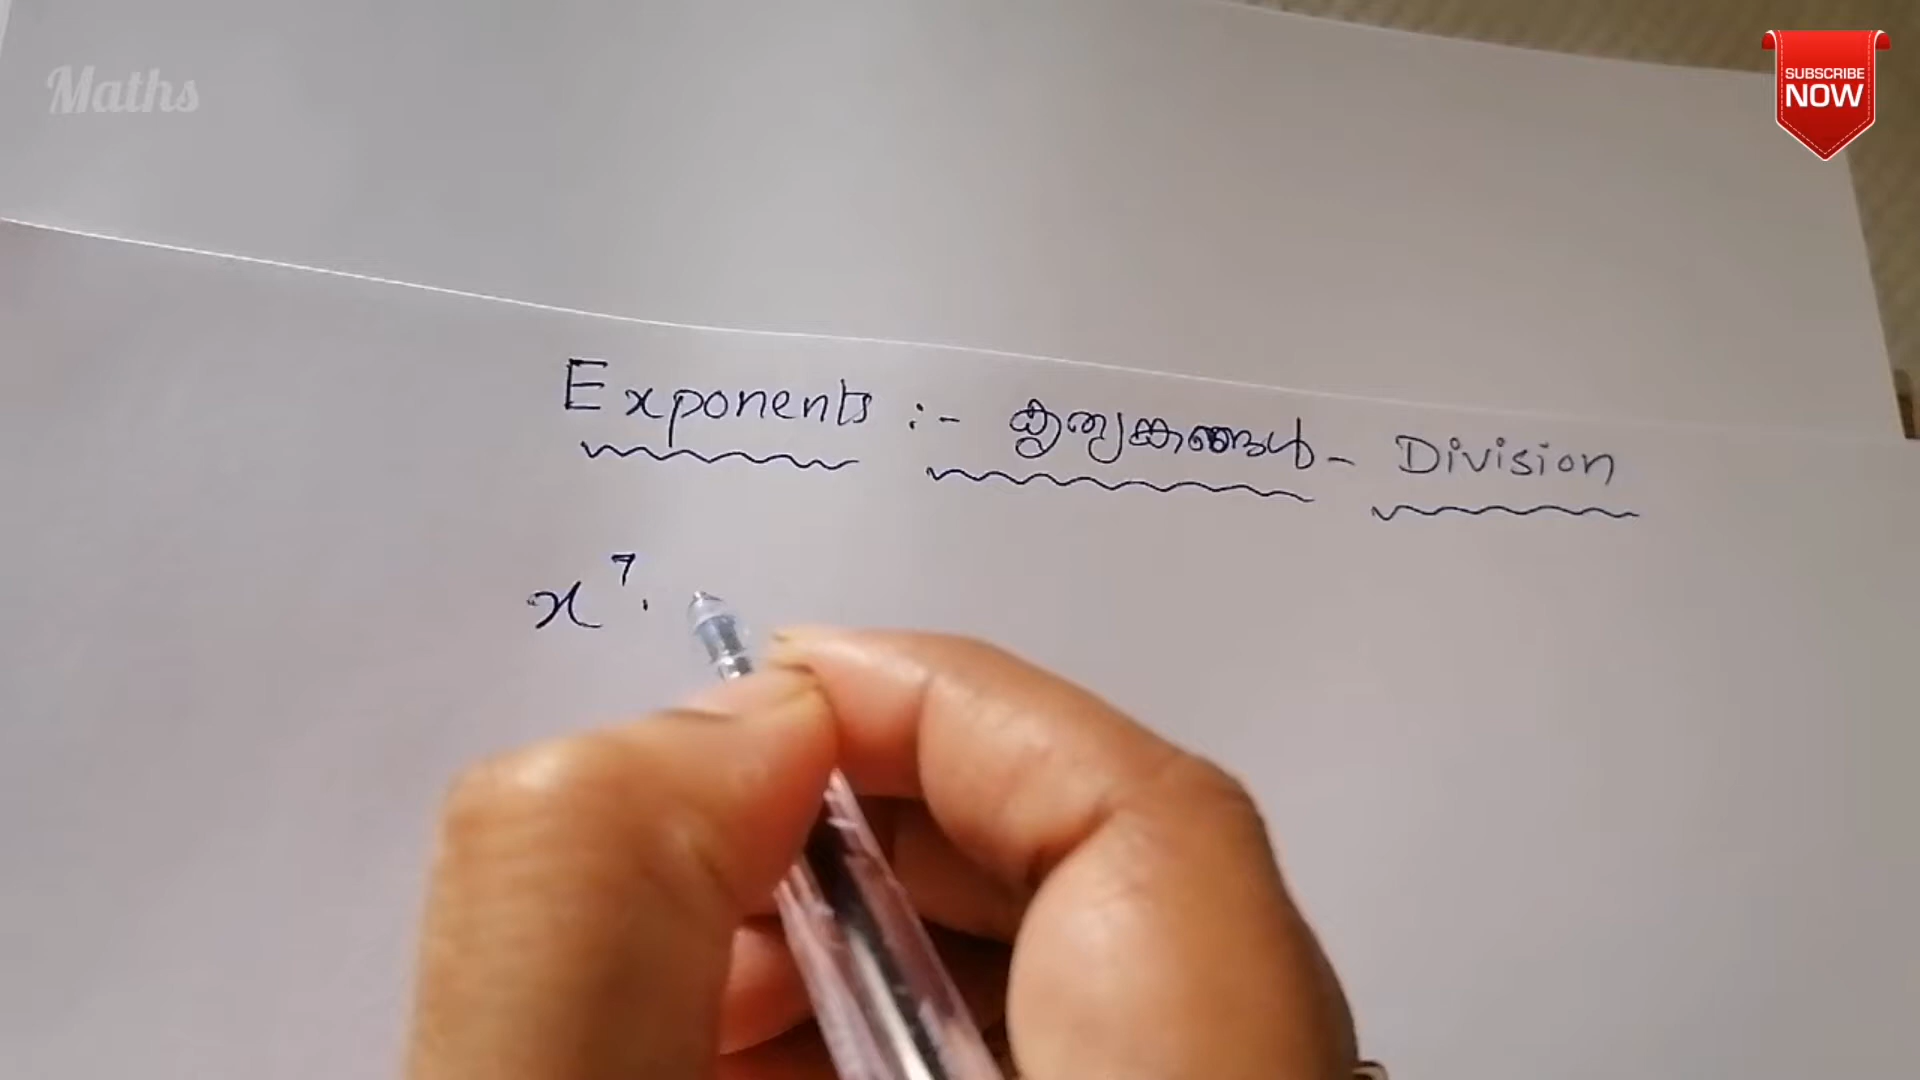 Maths
SUBSCRIBE
NOW
Exponents :- കൃത്യങ്കങ്ങൾ - Division
x⁷.